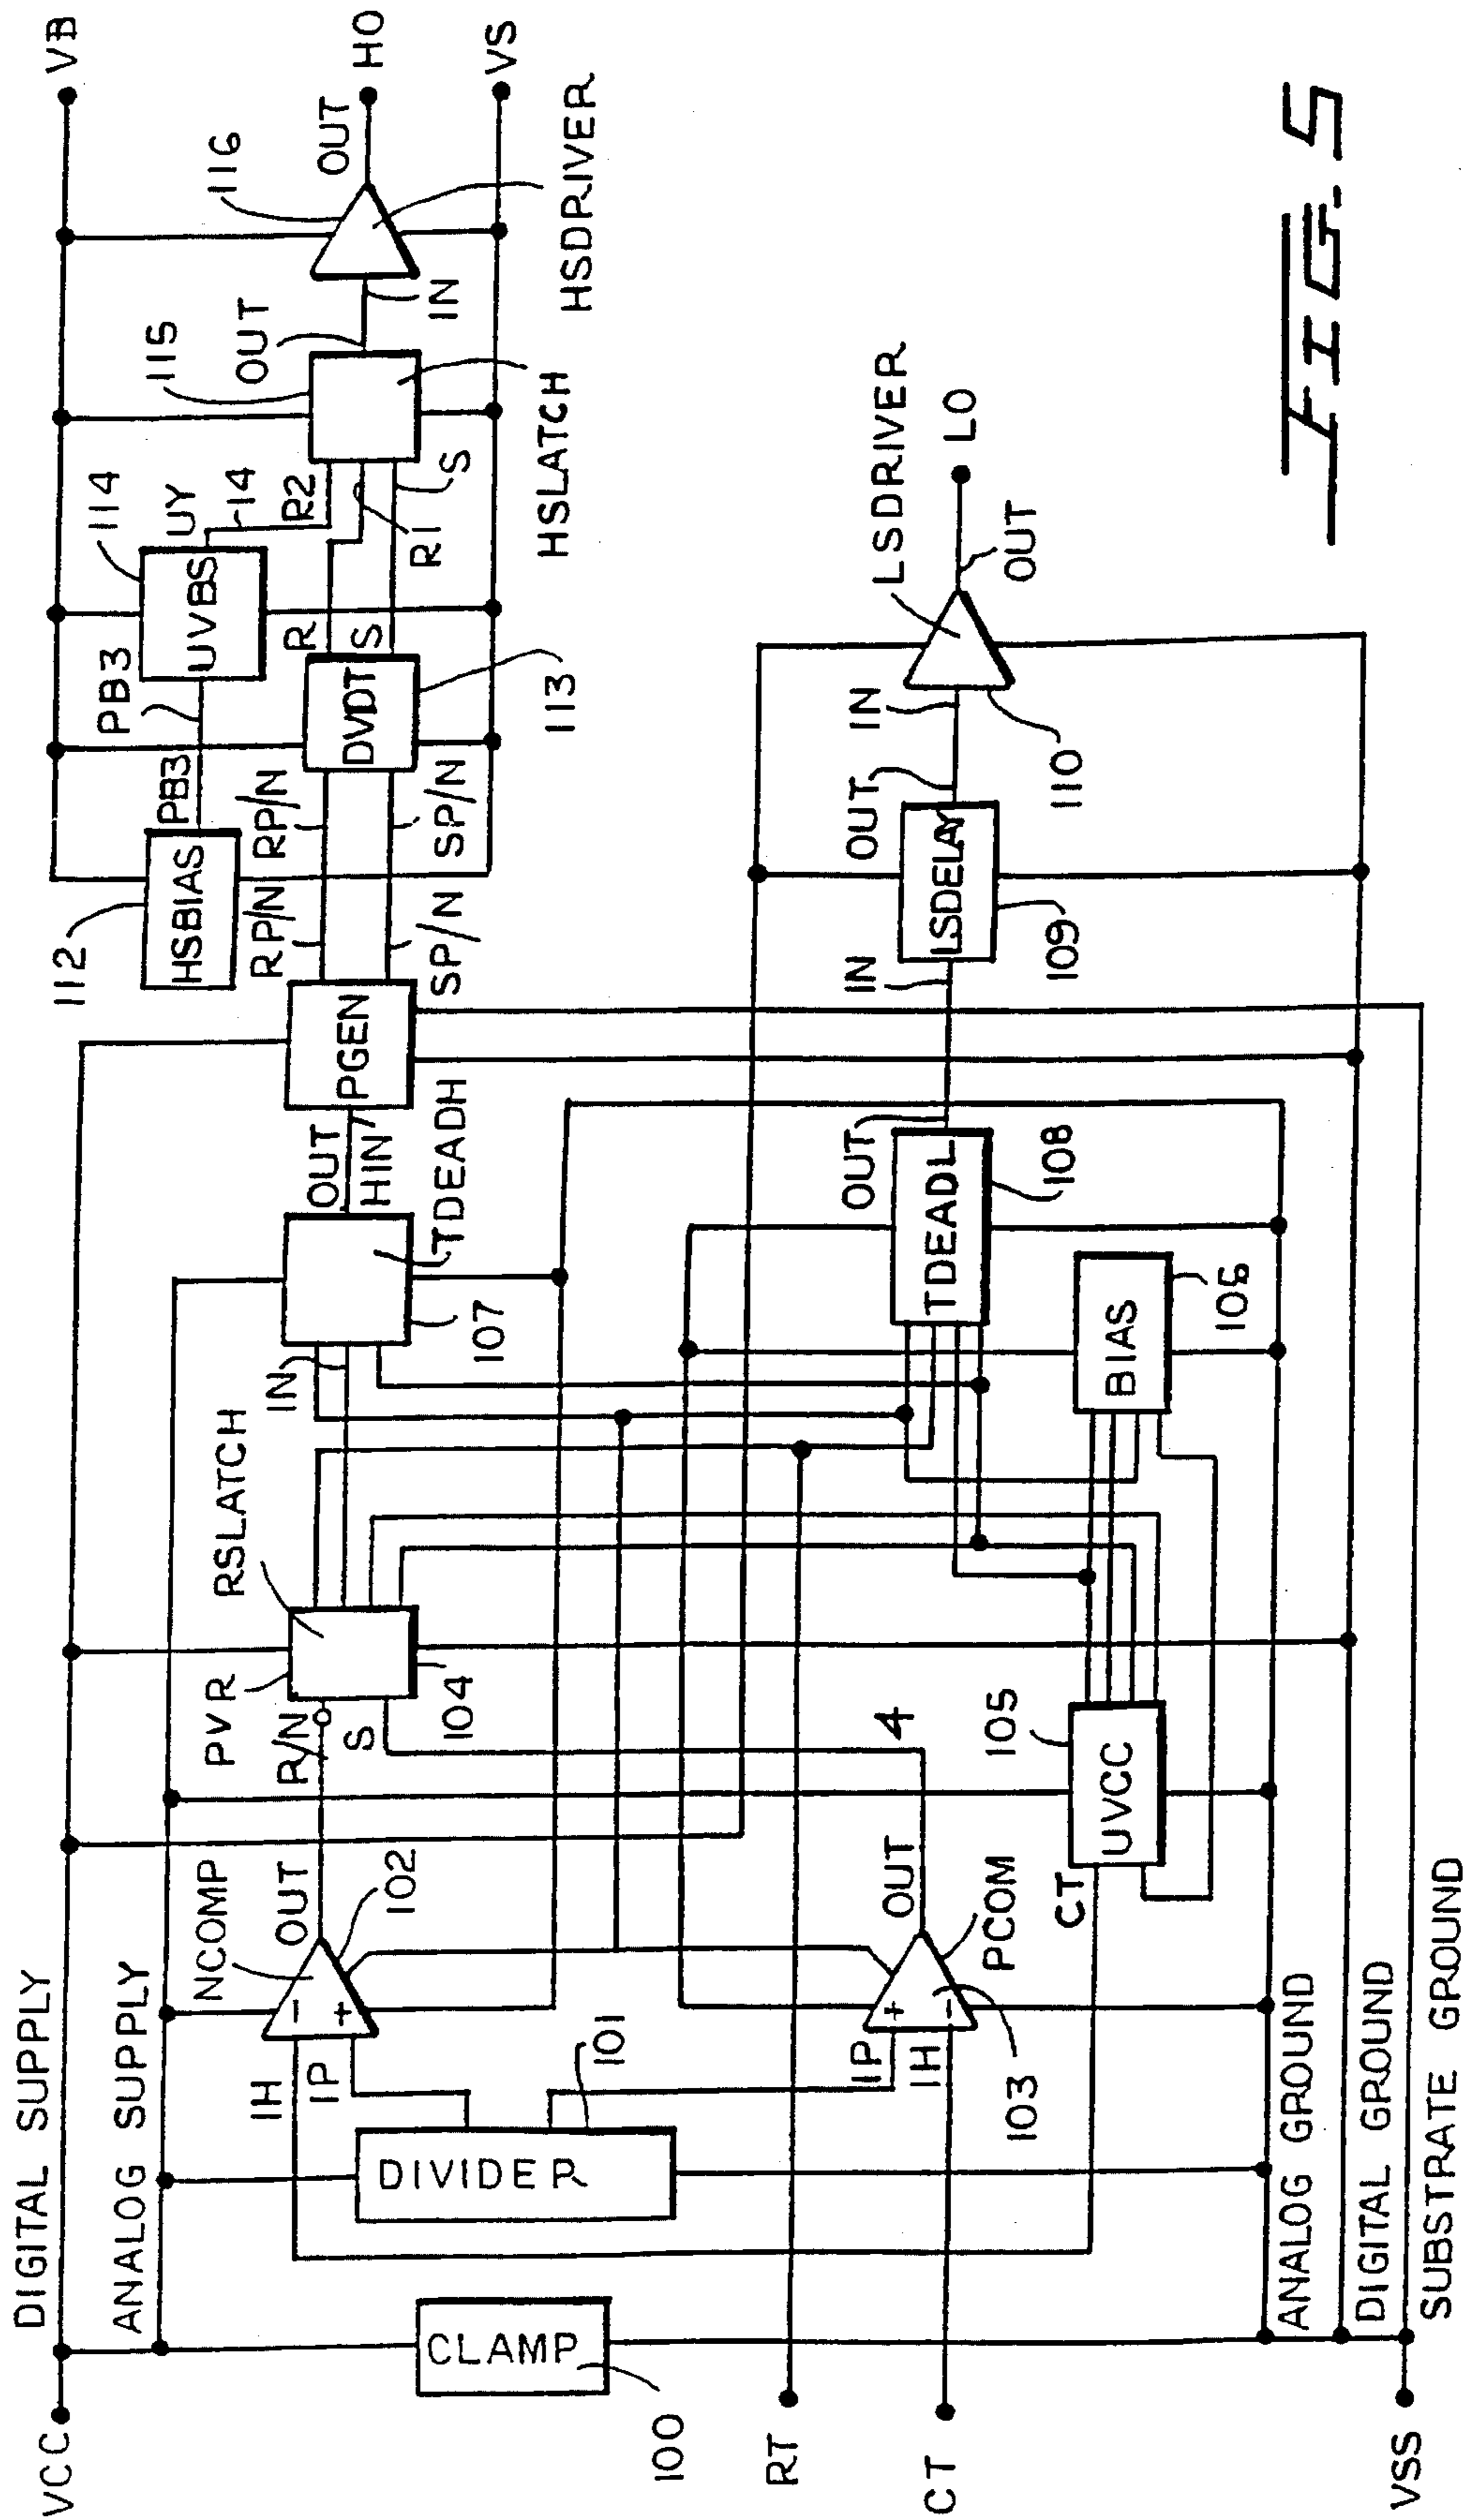 VCC
DIGITAL SUPPLY
ANALOG SUPPLY
CLAMP
100
RT
CT
VSS
ANALOG GROUND
DIGITAL GROUND
SUBSTRATE GROUND
DIVIDER
101
IH
IP
NCOMP
-
+
OUT
102
IP
IH
+
-
OUT
PCOM
103
4
CT
UVCC
105
R/N
S
PVR
RSLATCH
104
IN
107
TDEADH
OUT
HIN
BIAS
106
TDEADL
108
OUT
PGEN
RP/N
SP/N
RP/N
SP/N
112
HSBIAS
PB3
PB3
UVBS
114
UY
14
DVDT
113
R
S
R2
R1
S
115
HSLATCH
OUT
IN
116
HSDRIVER
OUT
VB
HO
VS
IN
LSDELAY
109
OUT
IN
110
LSDRIVER
OUT
LO
FIG. 5